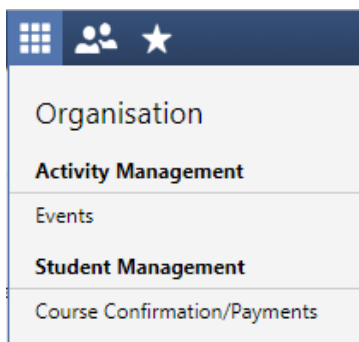 Organisation
Activity Management
Events
Student Management
Course Confirmation/Payments